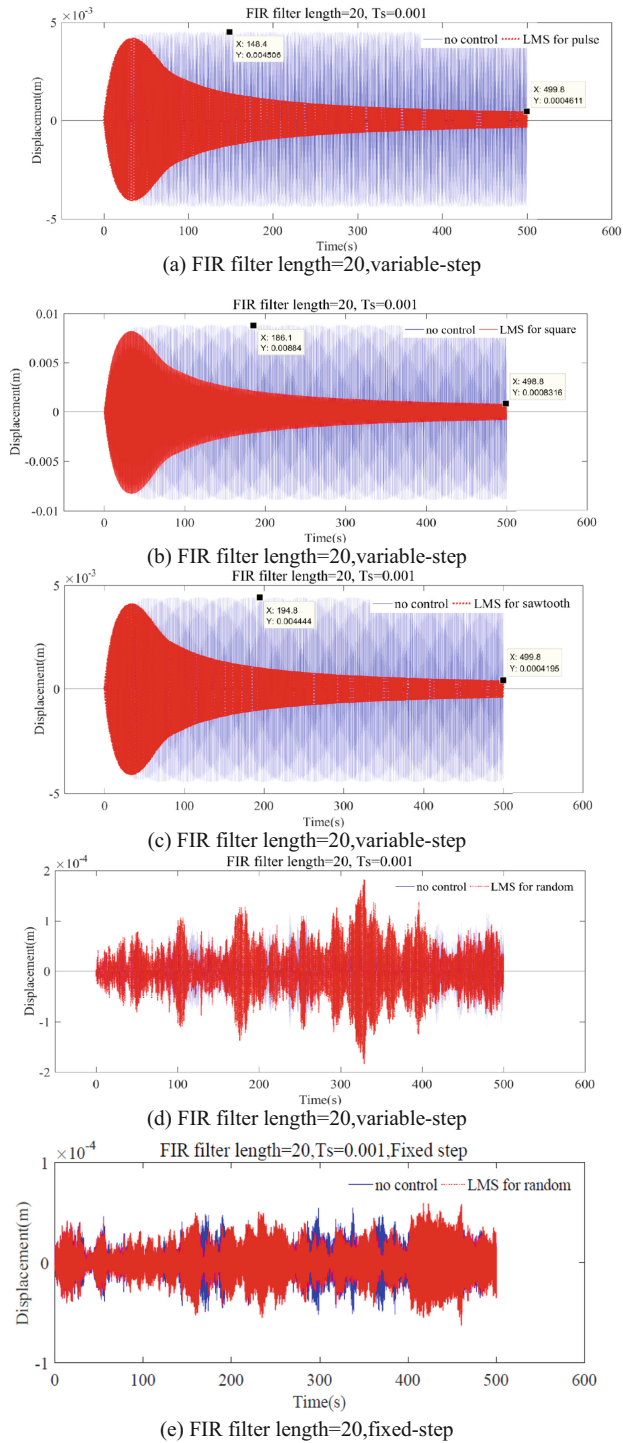 FIR filter length=20, Ts=0.001
×10⁻³
5
0
-5
Displacement(m)
no control LMS for pulse
X: 148.4
Y: 0.004506
X: 499.8
Y: 0.0004611
0 100 200 300 400 500 600
Time(s)
(a) FIR filter length=20,variable-step
FIR filter length=20, Ts=0.001
0.01
0.005
0
-0.005
-0.01
Displacement(m)
no control LMS for square
X: 186.1
Y: 0.00884
X: 498.8
Y: 0.0008316
0 100 200 300 400 500 600
Time(s)
(b) FIR filter length=20,variable-step
FIR filter length=20, Ts=0.001
×10⁻³
5
0
-5
Displacement(m)
no control LMS for sawtooth
X: 194.8
Y: 0.004444
X: 499.8
Y: 0.0004195
0 100 200 300 400 500 600
Time(s)
(c) FIR filter length=20,variable-step
FIR filter length=20, Ts=0.001
×10⁻⁴
2
1
0
-1
-2
Displacement(m)
no control LMS for random
0 100 200 300 400 500 600
Time(s)
(d) FIR filter length=20,variable-step
FIR filter length=20,Ts=0.001,Fixed step
×10⁻⁴
1
0
-1
Displacement(m)
no control LMS for random
0 100 200 300 400 500 600
Time(s)
(e) FIR filter length=20,fixed-step